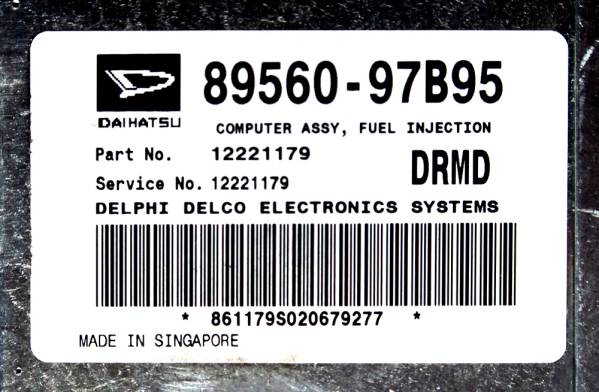 89560-97B95
DAIHATSU
COMPUTER ASSY, FUEL INJECTION
Part No. 12221179
DRMD
Service No. 12221179
DELPHI DELCO ELECTRONICS SYSTEMS
* 861179S020679277 *
MADE IN SINGAPORE